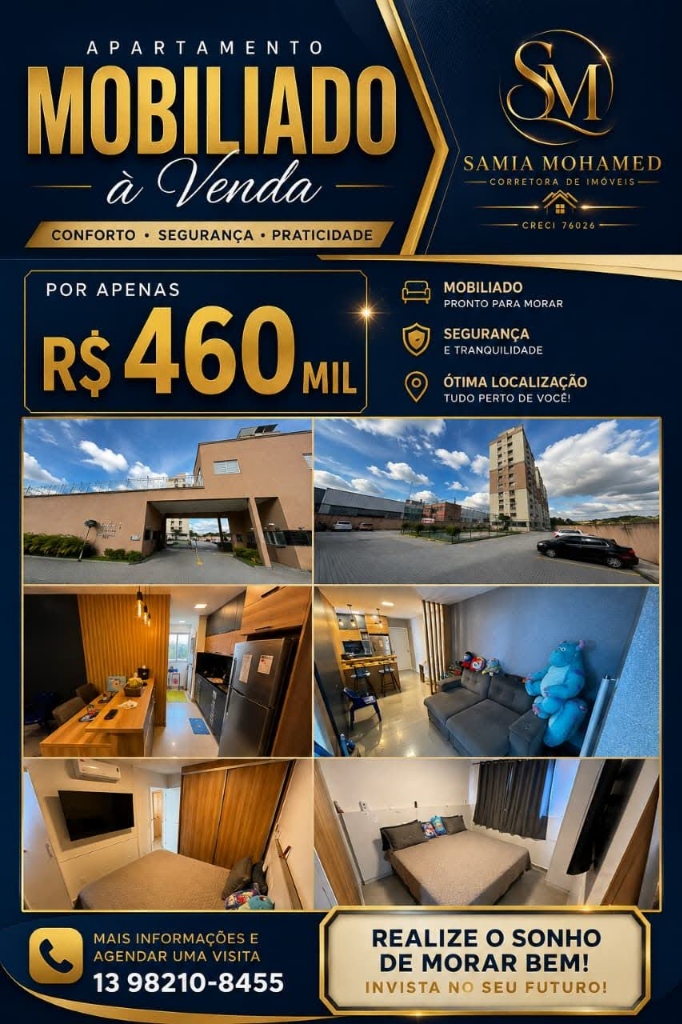 APARTAMENTO
MOBILIADO
à Venda
CONFORTO • SEGURANÇA • PRATICIDADE
SM
SAMIA MOHAMED
CORRETORA DE IMÓVEIS
CRECI 76026
POR APENAS
R$ 460 MIL
MOBILIADO
PRONTO PARA MORAR
SEGURANÇA
E TRANQUILIDADE
ÓTIMA LOCALIZAÇÃO
TUDO PERTO DE VOCÊ!
MAIS INFORMAÇÕES E
AGENDAR UMA VISITA
13 98210-8455
REALIZE O SONHO
DE MORAR BEM!
INVISTA NO SEU FUTURO!